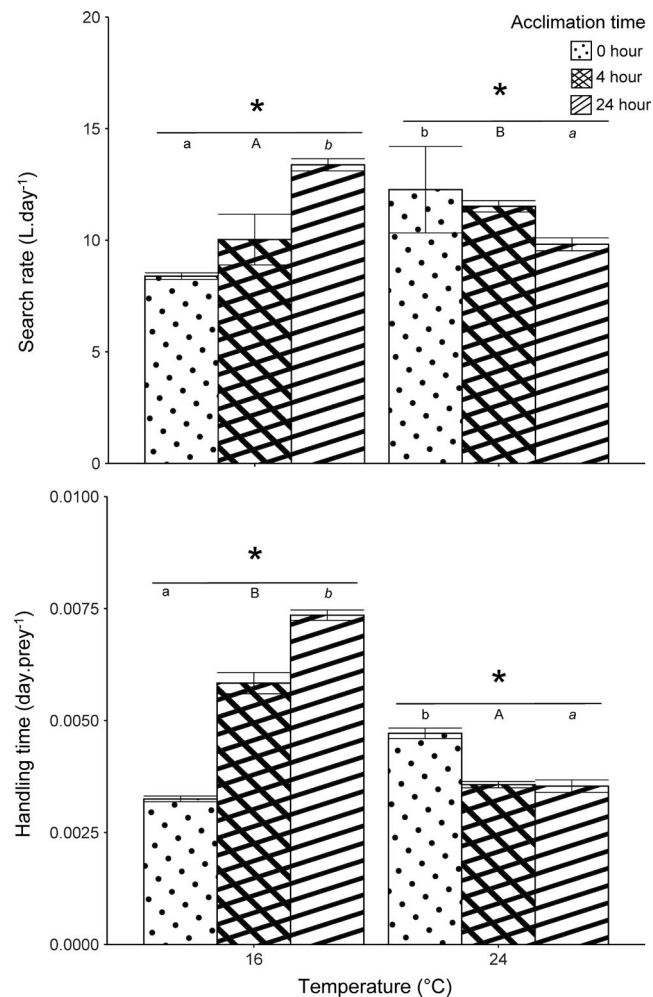 20
Acclimation time
0 hour
4 hour
24 hour
*
*
15
a
A
b
b
B
a
10
5
0
Search rate (L.day⁻¹)
0.0100
*
a
B
b
0.0075
*
b
A
a
0.0050
0.0025
0.0000
Handling time (day.prey⁻¹)
16
24
Temperature (°C)